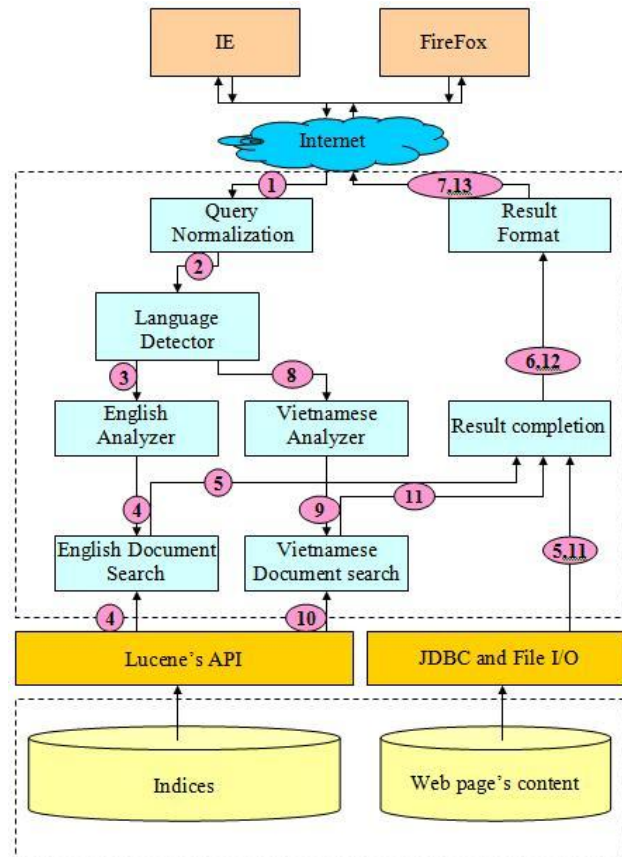 IE
FireFox
Internet
1
7,13
Query
Normalization
Result
Format
2
Language
Detector
3
8
6,12
English
Analyzer
Vietnamese
Analyzer
Result completion
5
11
4
9
English Document
Search
Vietnamese
Document search
5,11
4
10
Lucene's API
JDBC and File I/O
Indices
Web page's content